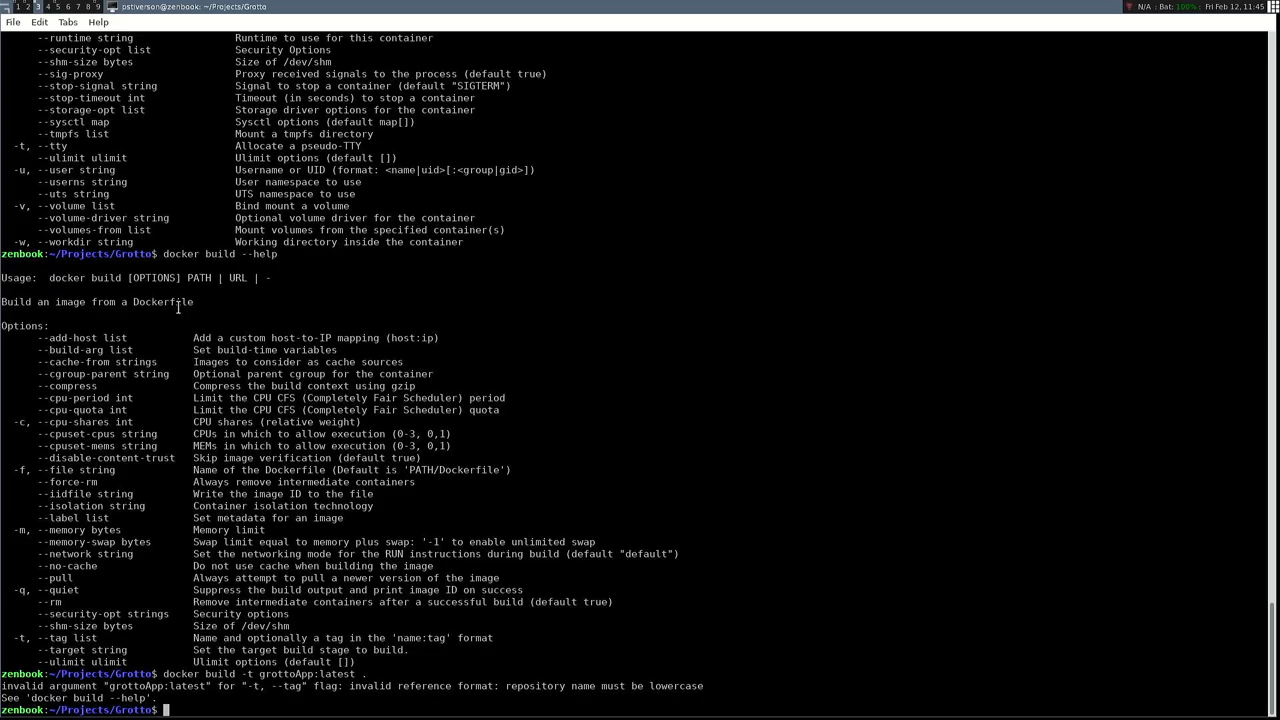 1 2 3 4 5 6 7 8 9 pstiverson@zenbook: ~/Projects/Grotto N/A : Bat: 100% : Fri Feb 12, 11:45
File Edit Tabs Help
--runtime string Runtime to use for this container
--security-opt list Security Options
--shm-size bytes Size of /dev/shm
--sig-proxy Proxy received signals to the process (default true)
--stop-signal string Signal to stop a container (default "SIGTERM")
--stop-timeout int Timeout (in seconds) to stop a container
--storage-opt list Storage driver options for the container
--sysctl map Sysctl options (default map[])
--tmpfs list Mount a tmpfs directory
-t, --tty Allocate a pseudo-TTY
--ulimit ulimit Ulimit options (default [])
-u, --user string Username or UID (format: <name|uid>[:<group|gid>])
--userns string User namespace to use
--uts string UTS namespace to use
-v, --volume list Bind mount a volume
--volume-driver string Optional volume driver for the container
--volumes-from list Mount volumes from the specified container(s)
-w, --workdir string Working directory inside the container
zenbook:~/Projects/Grotto$ docker build --help
Usage: docker build [OPTIONS] PATH | URL | -
Build an image from a Dockerfile
Options:
--add-host list Add a custom host-to-IP mapping (host:ip)
--build-arg list Set build-time variables
--cache-from strings Images to consider as cache sources
--cgroup-parent string Optional parent cgroup for the container
--compress Compress the build context using gzip
--cpu-period int Limit the CPU CFS (Completely Fair Scheduler) period
--cpu-quota int Limit the CPU CFS (Completely Fair Scheduler) quota
-c, --cpu-shares int CPU shares (relative weight)
--cpuset-cpus string CPUs in which to allow execution (0-3, 0,1)
--cpuset-mems string MEMs in which to allow execution (0-3, 0,1)
--disable-content-trust Skip image verification (default true)
-f, --file string Name of the Dockerfile (Default is 'PATH/Dockerfile')
--force-rm Always remove intermediate containers
--iidfile string Write the image ID to the file
--isolation string Container isolation technology
--label list Set metadata for an image
-m, --memory bytes Memory limit
--memory-swap bytes Swap limit equal to memory plus swap: '-1' to enable unlimited swap
--network string Set the networking mode for the RUN instructions during build (default "default")
--no-cache Do not use cache when building the image
--pull Always attempt to pull a newer version of the image
-q, --quiet Suppress the build output and print image ID on success
--rm Remove intermediate containers after a successful build (default true)
--security-opt strings Security options
--shm-size bytes Size of /dev/shm
-t, --tag list Name and optionally a tag in the 'name:tag' format
--target string Set the target build stage to build.
--ulimit ulimit Ulimit options (default [])
zenbook:~/Projects/Grotto$ docker build -t grottoApp:latest .
invalid argument "grottoApp:latest" for "-t, --tag" flag: invalid reference format: repository name must be lowercase
See 'docker build --help'.
zenbook:~/Projects/Grotto$